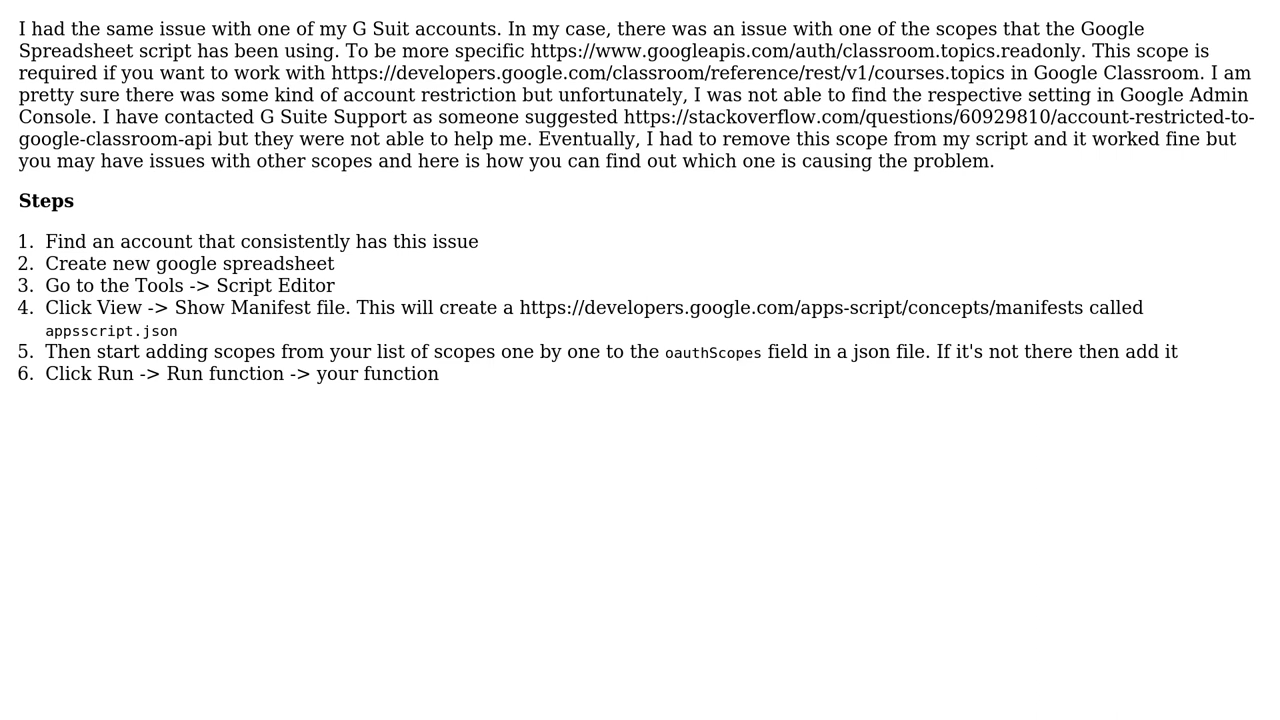 I had the same issue with one of my G Suit accounts. In my case, there was an issue with one of the scopes that the Google
Spreadsheet script has been using. To be more specific https://www.googleapis.com/auth/classroom.topics.readonly. This scope is
required if you want to work with https://developers.google.com/classroom/reference/rest/v1/courses.topics in Google Classroom. I am
pretty sure there was some kind of account restriction but unfortunately, I was not able to find the respective setting in Google Admin
Console. I have contacted G Suite Support as someone suggested https://stackoverflow.com/questions/60929810/account-restricted-to-
google-classroom-api but they were not able to help me. Eventually, I had to remove this scope from my script and it worked fine but
you may have issues with other scopes and here is how you can find out which one is causing the problem.
Steps
1. Find an account that consistently has this issue
2. Create new google spreadsheet
3. Go to the Tools -> Script Editor
4. Click View -> Show Manifest file. This will create a https://developers.google.com/apps-script/concepts/manifests called
appsscript.json
5. Then start adding scopes from your list of scopes one by one to the oauthScopes field in a json file. If it's not there then add it
6. Click Run -> Run function -> your function